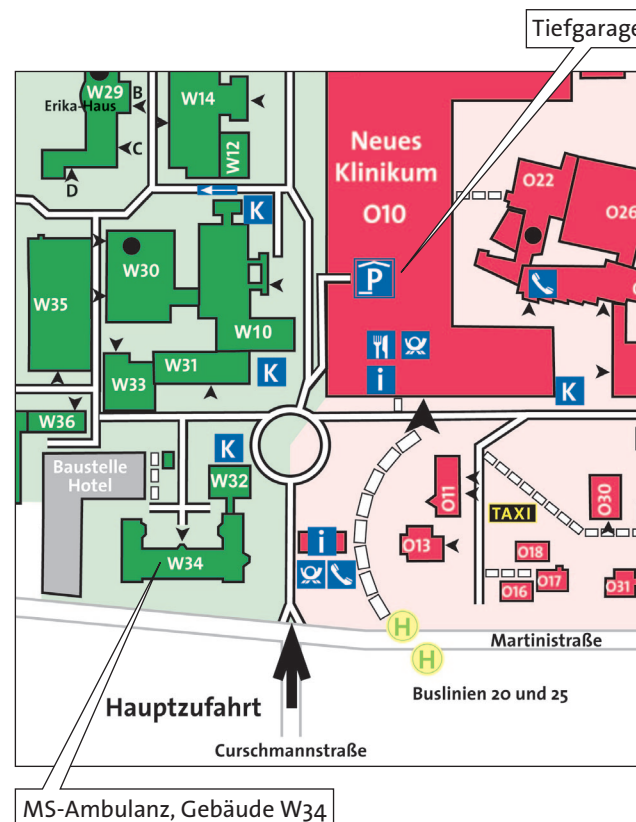 Tiefgarage
W29
B
Erika-Haus
C
D
W14
W12
K
Neues
Klinikum
O10
O22
O26
P
W30
W35
W10
W31
W33
K
i
K
W36
K
Baustelle
Hotel
W32
W34
O11
O13
i
TAXI
O30
O18
O17
O16
O31
H
H
Martinistraße
Buslinien 20 und 25
Hauptzufahrt
Curschmannstraße
MS-Ambulanz, Gebäude W34